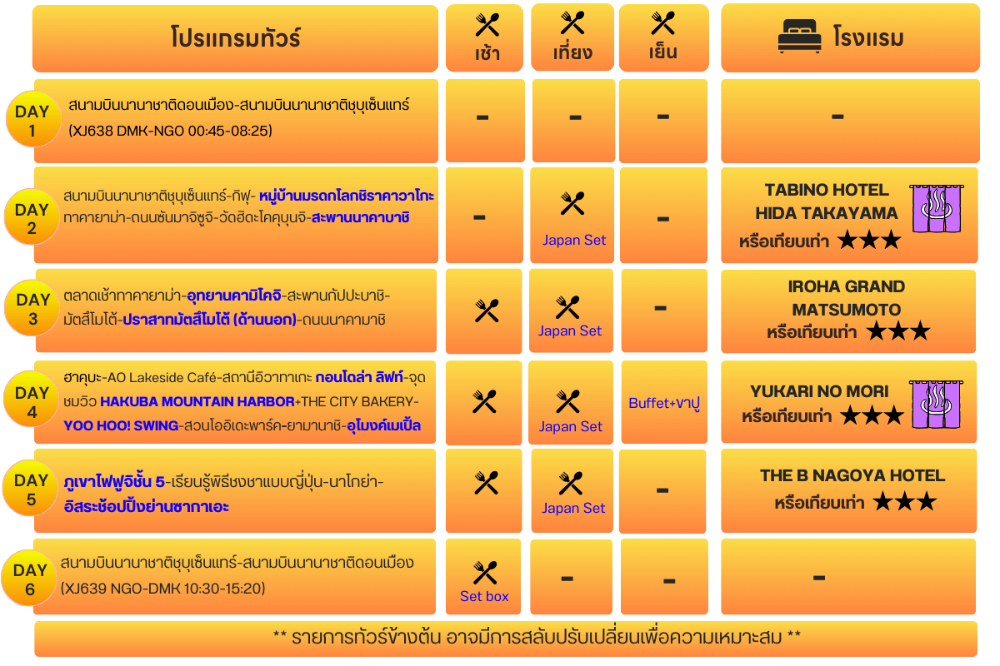 โปรแกรมทัวร์
เช้า
เที่ยง
เย็น
โรงแรม
DAY
1
สนามบินนานาชาติดอนเมือง-สนามบินนานาชาติชุบุเซ็นแทร์
(XJ638 DMK-NGO 00:45-08:25)
-
-
-
-
DAY
2
สนามบินนานาชาติชุบุเซ็นแทร์-กิฟุ- หมู่บ้านมรดกโลกชิราคาวาโกะ
ทาคายาม่า-ถนนซันมาจิซูจิ-วัดฮิดะโคคุบุนจิ-สะพานนาคาบาชิ
-
Japan Set
-
TABINO HOTEL
HIDA TAKAYAMA
หรือเทียบเท่า ★★★
DAY
3
ตลาดเช้าทาคายาม่า-อุทยานคามิโคจิ-สะพานกัปปะบาชิ-
มัตสึโมโต้-ปราสาทมัตสึโมโต้ (ด้านนอก)-ถนนนาคามาชิ
Japan Set
-
IROHA GRAND
MATSUMOTO
หรือเทียบเท่า ★★★
DAY
4
ฮาคุบะ-AO Lakeside Café-สถานีอิวาทาเกะ กอนโดล่า ลิฟท์-จุด
ชมวิว HAKUBA MOUNTAIN HARBOR+THE CITY BAKERY-
YOO HOO! SWING-สวนโออิเดะพาร์ค-ยามานาชิ-อุโมงค์เมเปิ้ล
Japan Set
Buffet+ขาปู
YUKARI NO MORI
หรือเทียบเท่า ★★★
DAY
5
ภูเขาไฟฟูจิชั้น 5-เรียนรู้พิธีชงชาแบบญี่ปุ่น-นาโกย่า-
อิสระช้อปปิ้งย่านซากาเอะ
Japan Set
-
THE B NAGOYA HOTEL
หรือเทียบเท่า ★★★
DAY
6
สนามบินนานาชาติชุบุเซ็นแทร์-สนามบินนานาชาติดอนเมือง
(XJ639 NGO-DMK 10:30-15:20)
Set box
-
-
-
** รายการทัวร์ข้างต้น อาจมีการสลับปรับเปลี่ยนเพื่อความเหมาะสม **